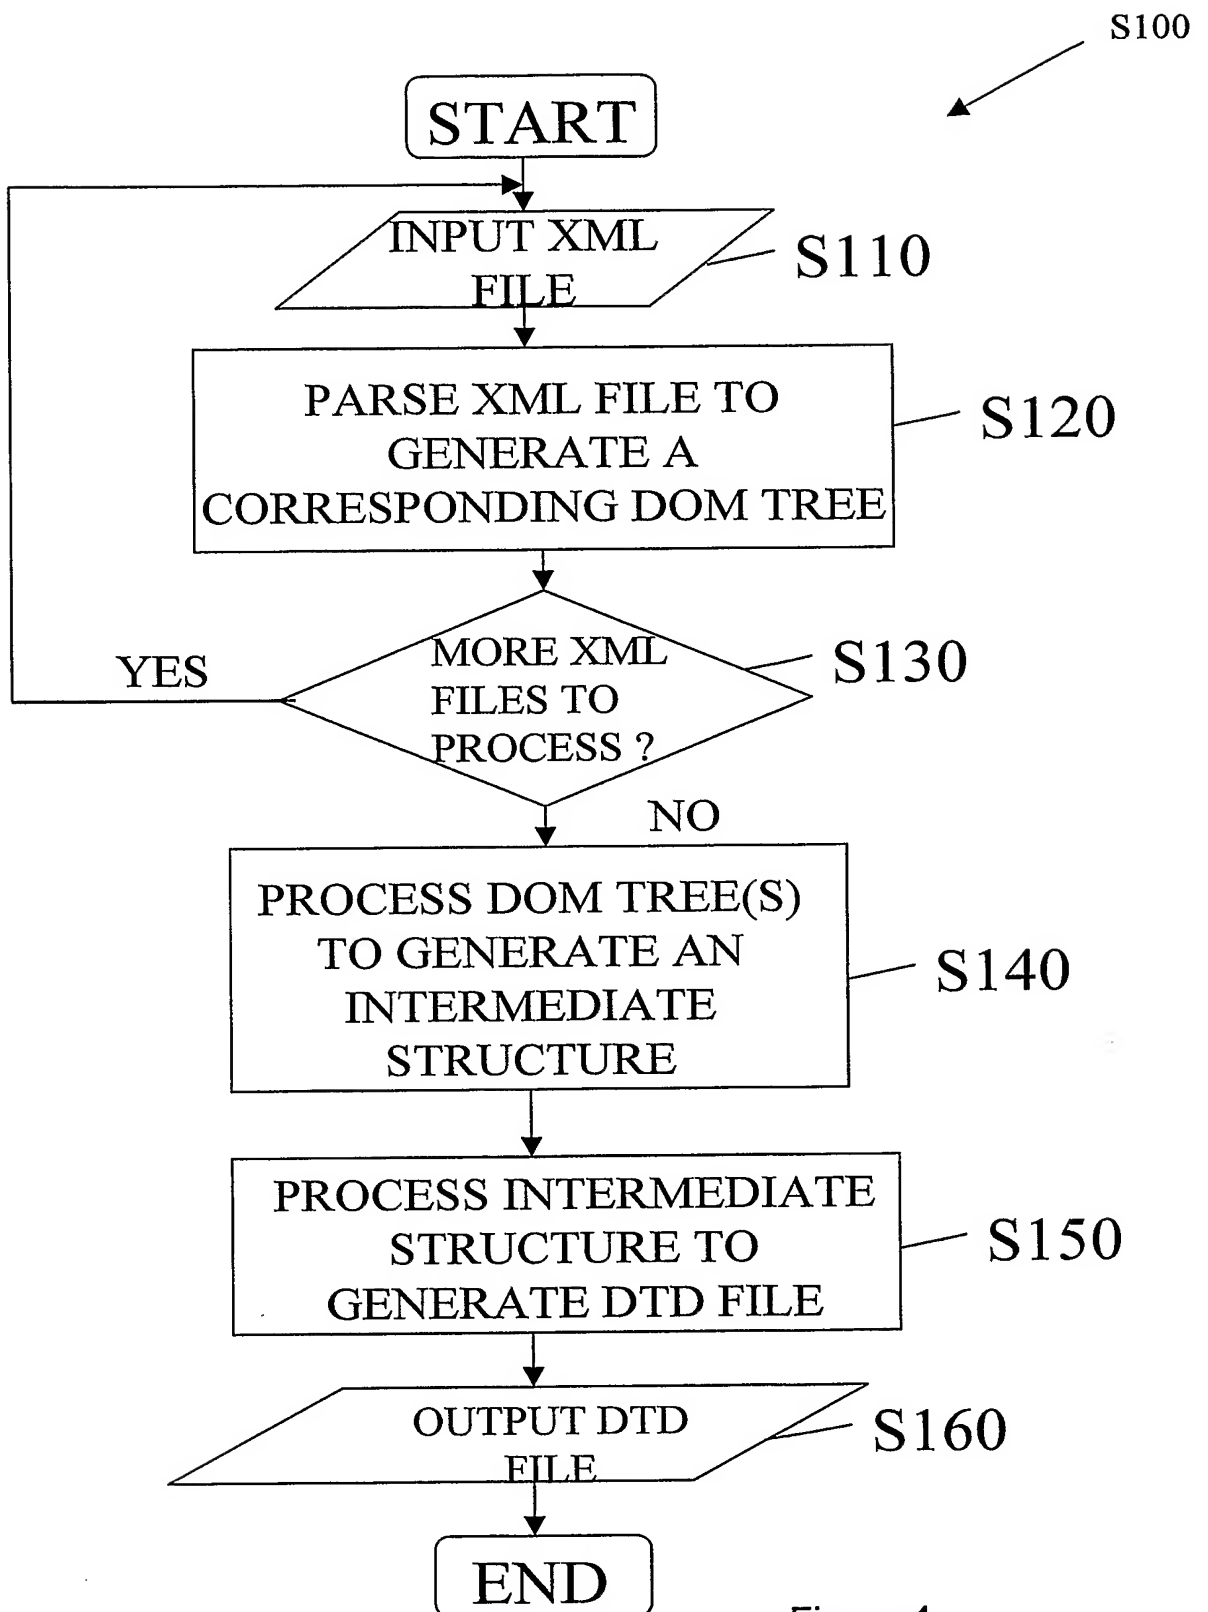 S100
START
INPUT XML
FILE
S110
PARSE XML FILE TO
GENERATE A
CORRESPONDING DOM TREE
S120
MORE XML
FILES TO
PROCESS ?
S130
YES
NO
PROCESS DOM TREE(S)
TO GENERATE AN
INTERMEDIATE
STRUCTURE
S140
PROCESS INTERMEDIATE
STRUCTURE TO
GENERATE DTD FILE
S150
OUTPUT DTD
FILE
S160
END